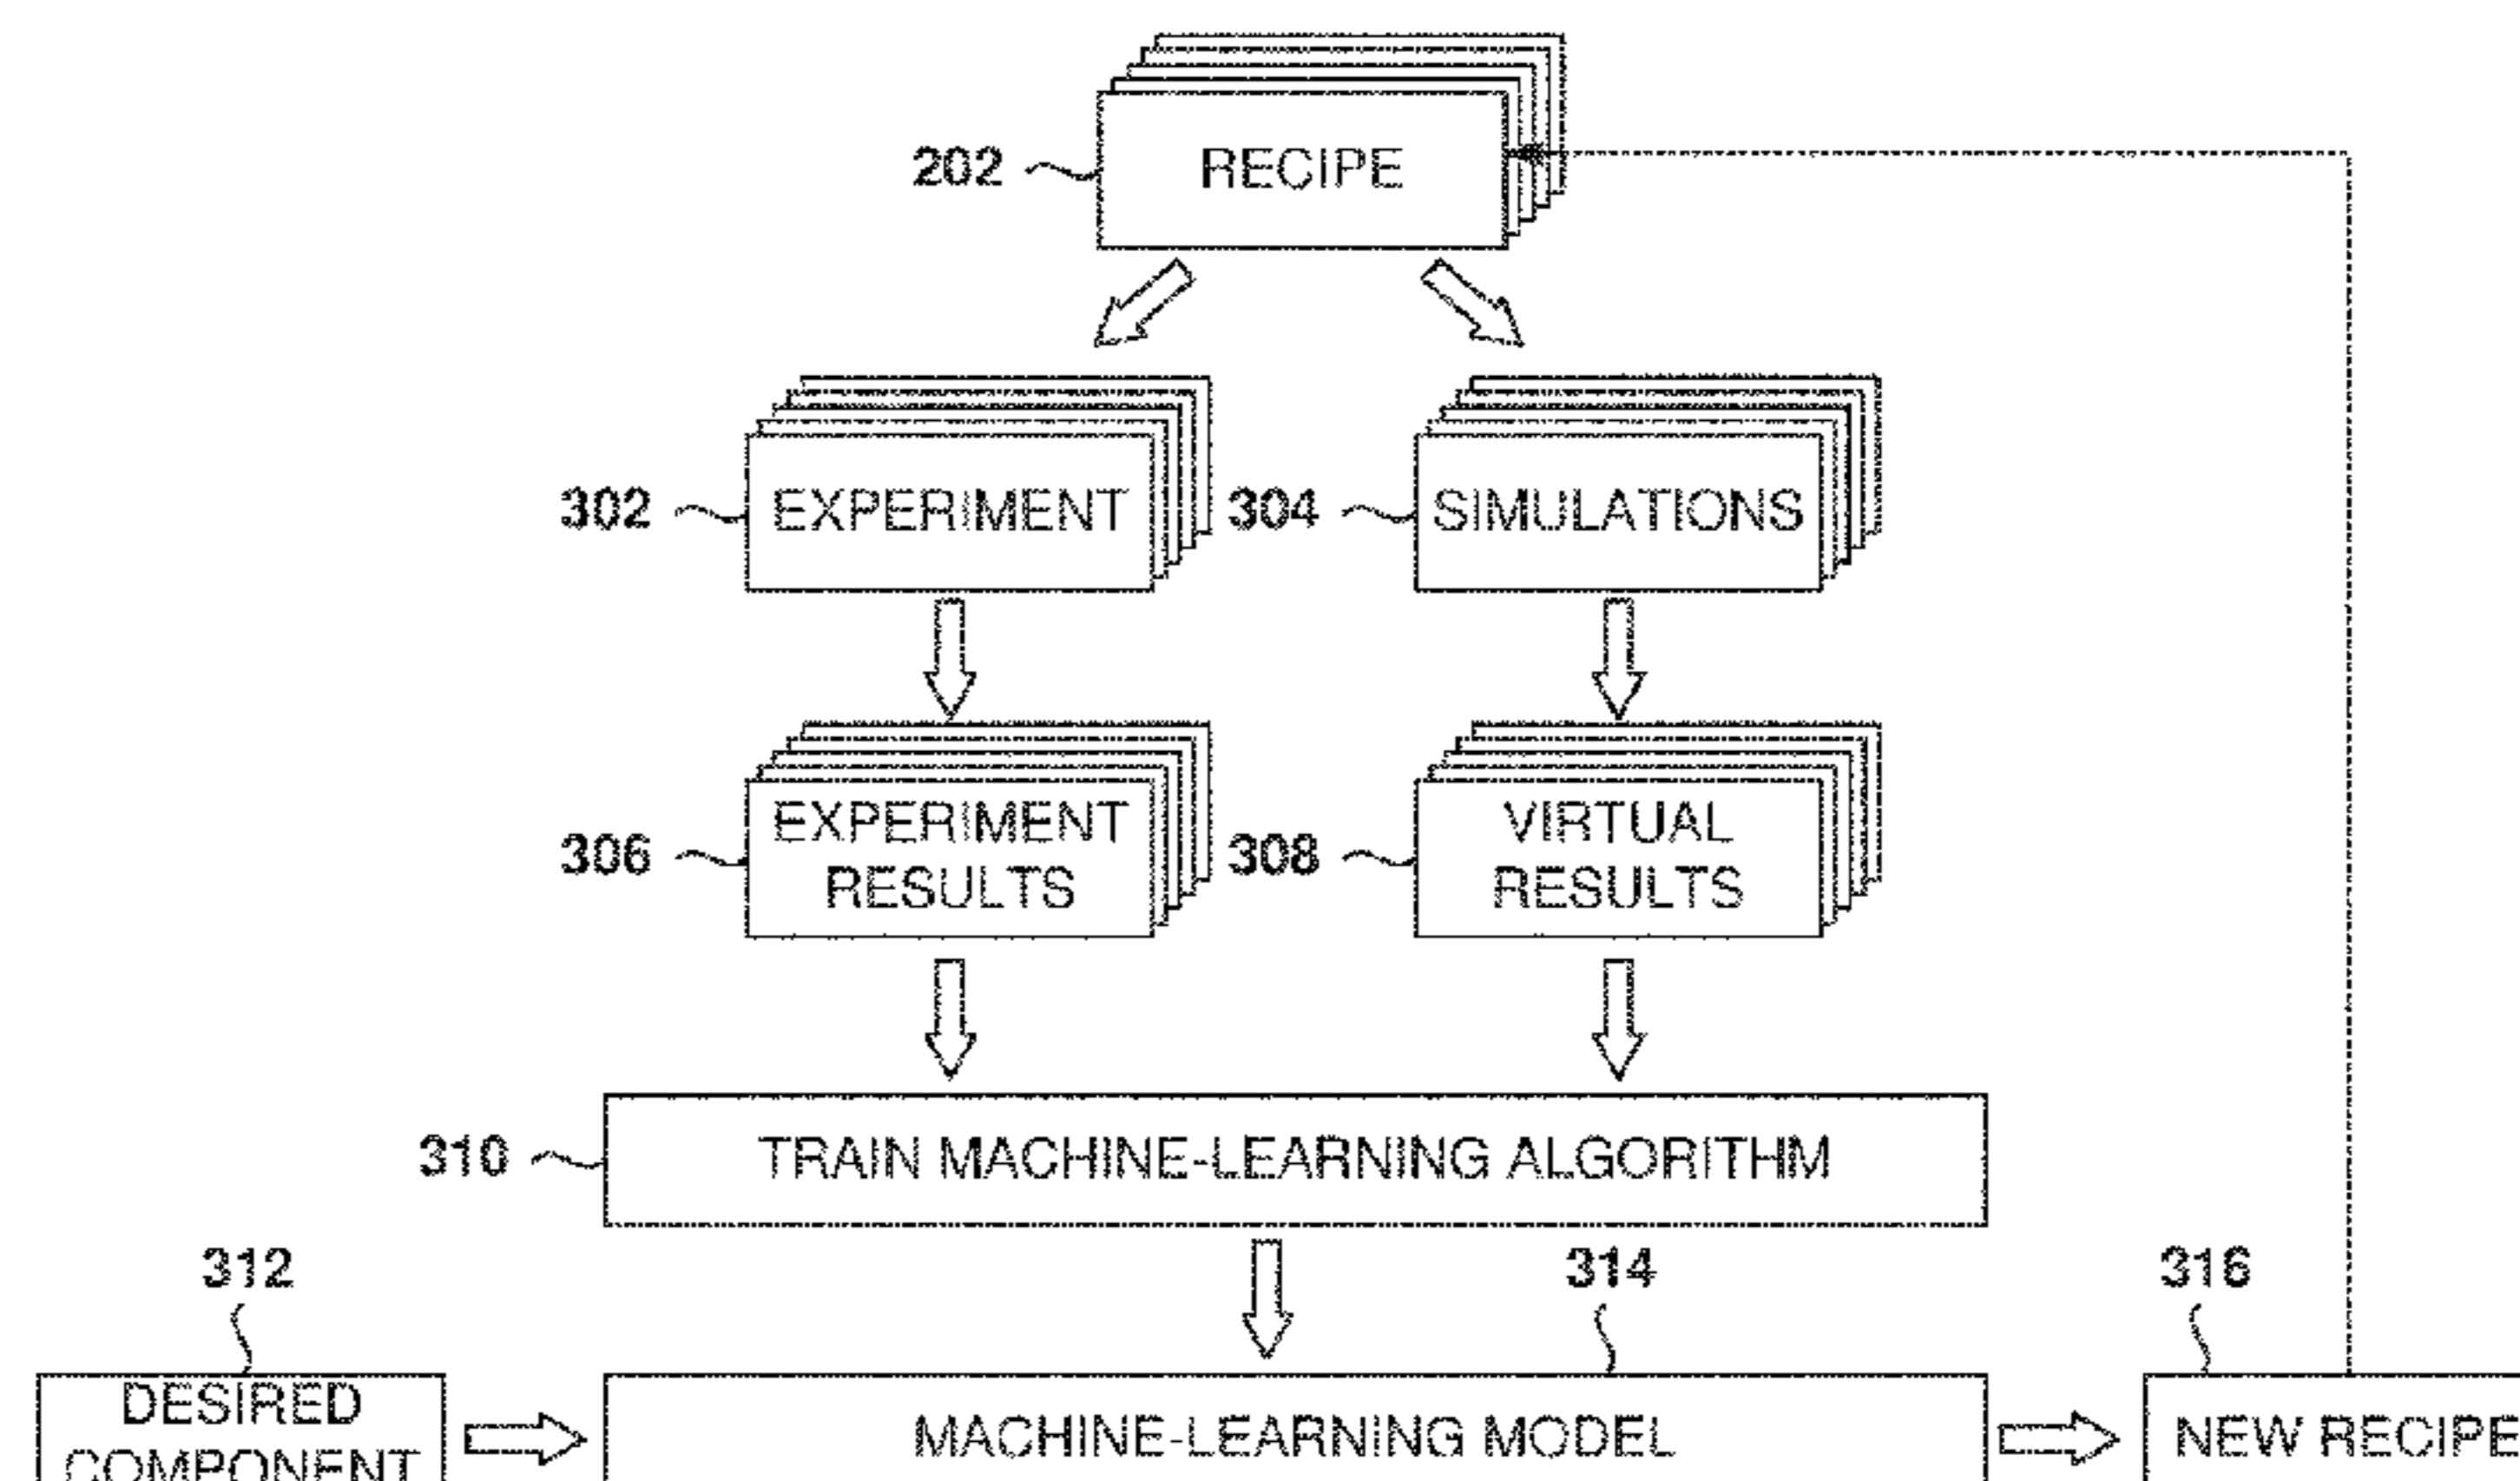 202 RECIPE
302 EXPERIMENT 304 SIMULATIONS
306 EXPERIMENT RESULTS 308 VIRTUAL RESULTS
310 TRAIN MACHINE-LEARNING ALGORITHM
312 314 316
DESIRED
COMPONENT MACHINE-LEARNING MODEL NEW RECIPE